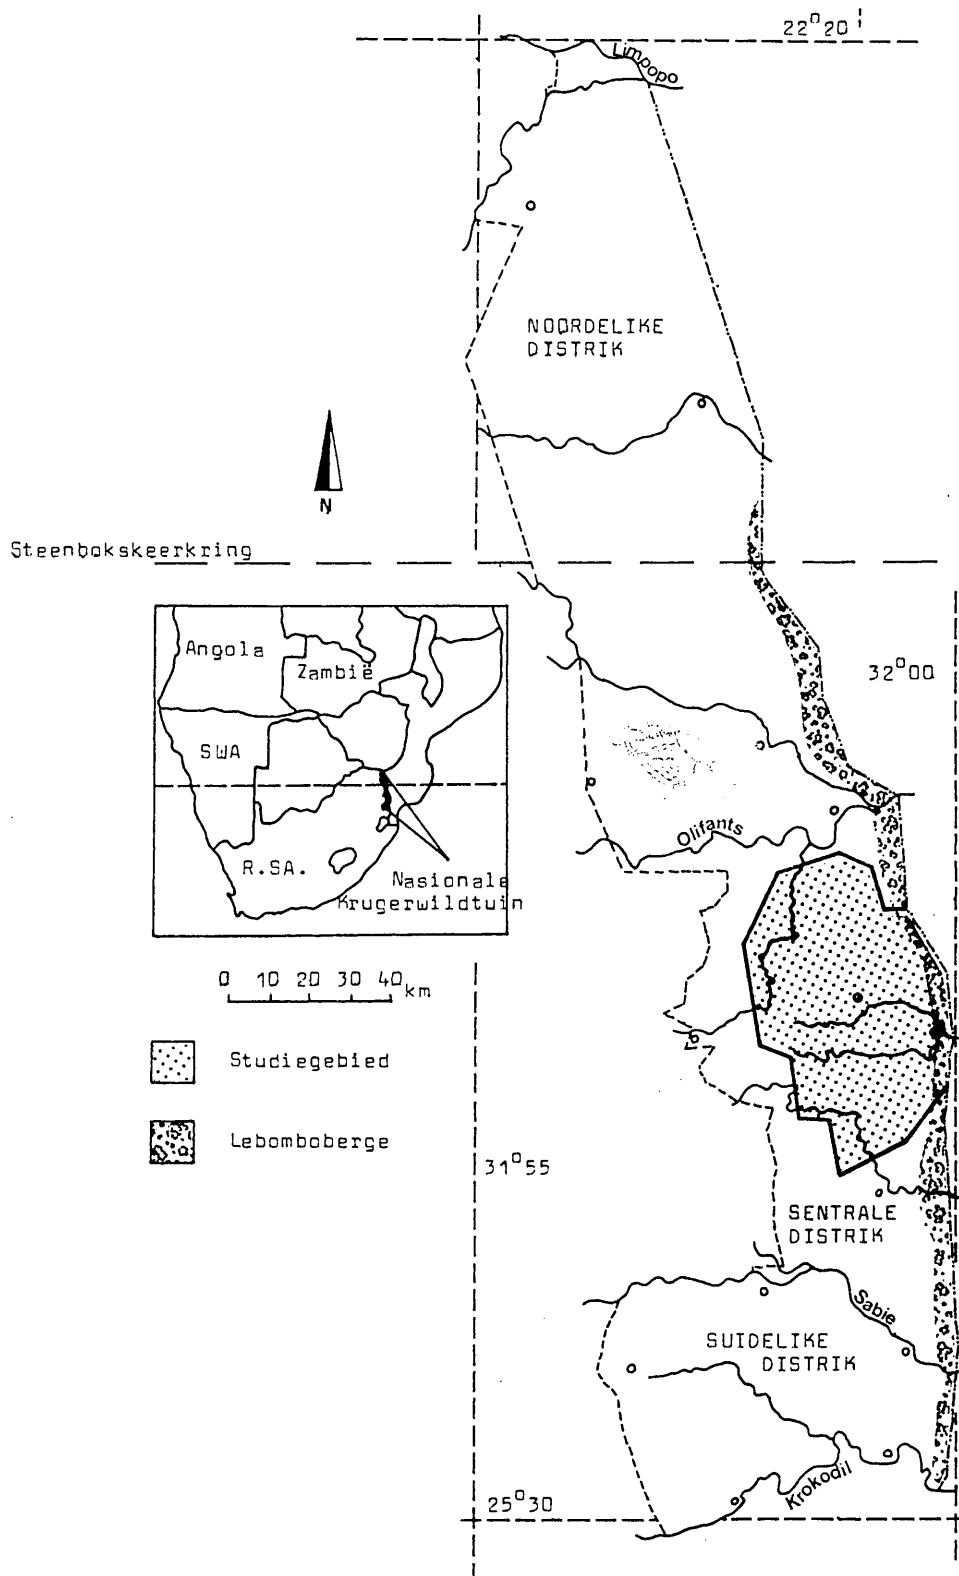 22°20'
Limpopo
NOORDELIKE
DISTRIK
N
Steenbokskeerkring
32°00
Angola
Zambië
SWA
R.SA.
Nasionale
Krugerwildtuin
Olifants
0 10 20 30 40 km
Studiegebied
Lebomboberge
31°55
SENTRALE
DISTRIK
Sabie
SUIDELIKE
DISTRIK
Krokodil
25°30